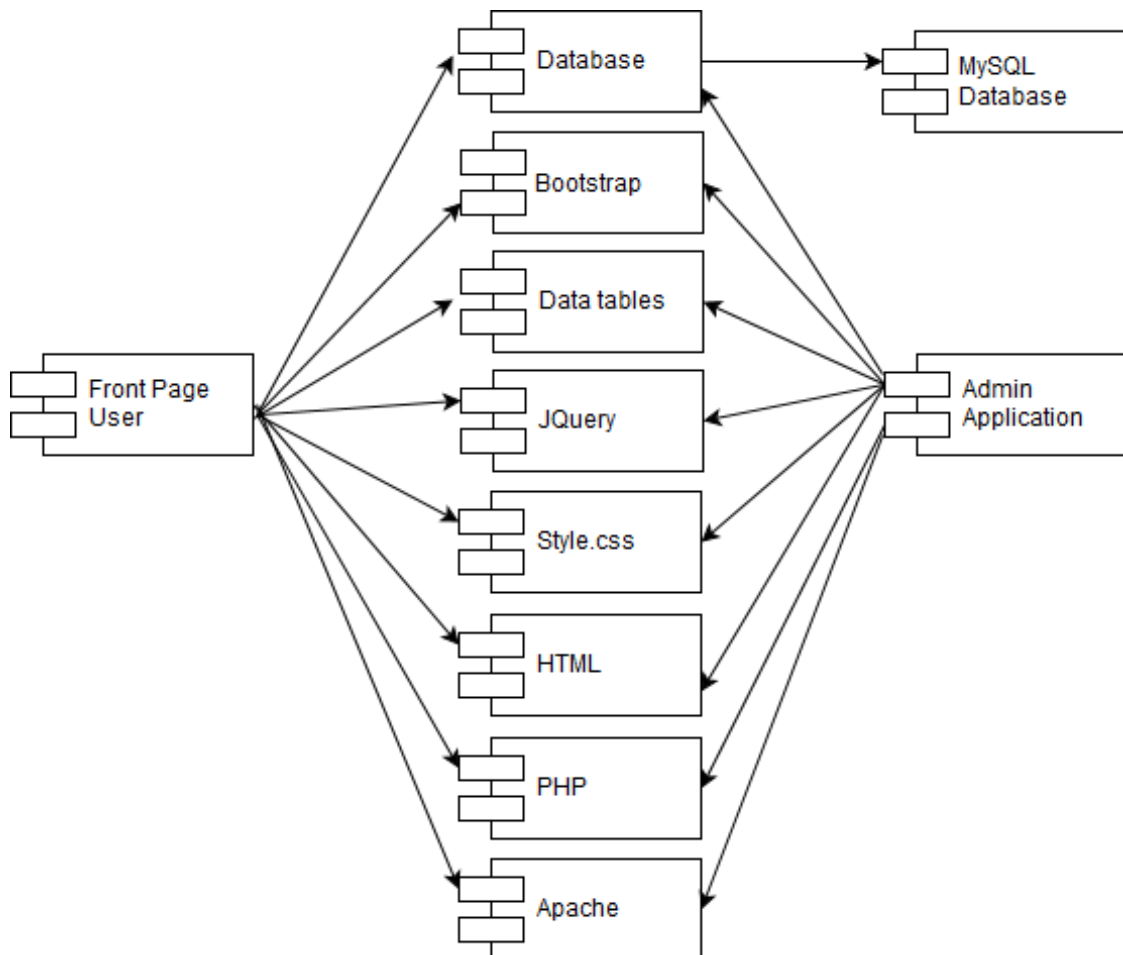 Database
MySQL
Database
Bootstrap
Data tables
Front Page
User
JQuery
Admin
Application
Style.css
HTML
PHP
Apache